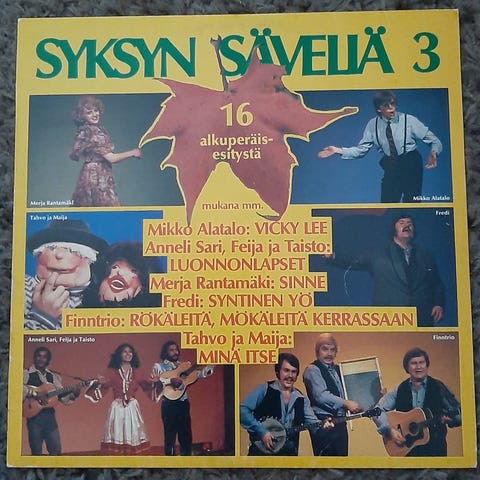 SYKSYN SÄVELIÄ 3
16
alkuperäis-
esitystä
mukana mm.
Merja Rantamäki
Mikko Alatalo
Tahvo ja Maija
Fredi
Mikko Alatalo: VICKY LEE
Anneli Sari, Feija ja Taisto:
LUONNONLAPSET
Merja Rantamäki: SINNE
Fredi: SYNTINEN YÖ
Finntrio: RÖKÄLEITÄ, MÖKÄLEITÄ KERRASSAAN
Tahvo ja Maija:
MINÄ ITSE
Anneli Sari, Feija ja Taisto
Finntrio